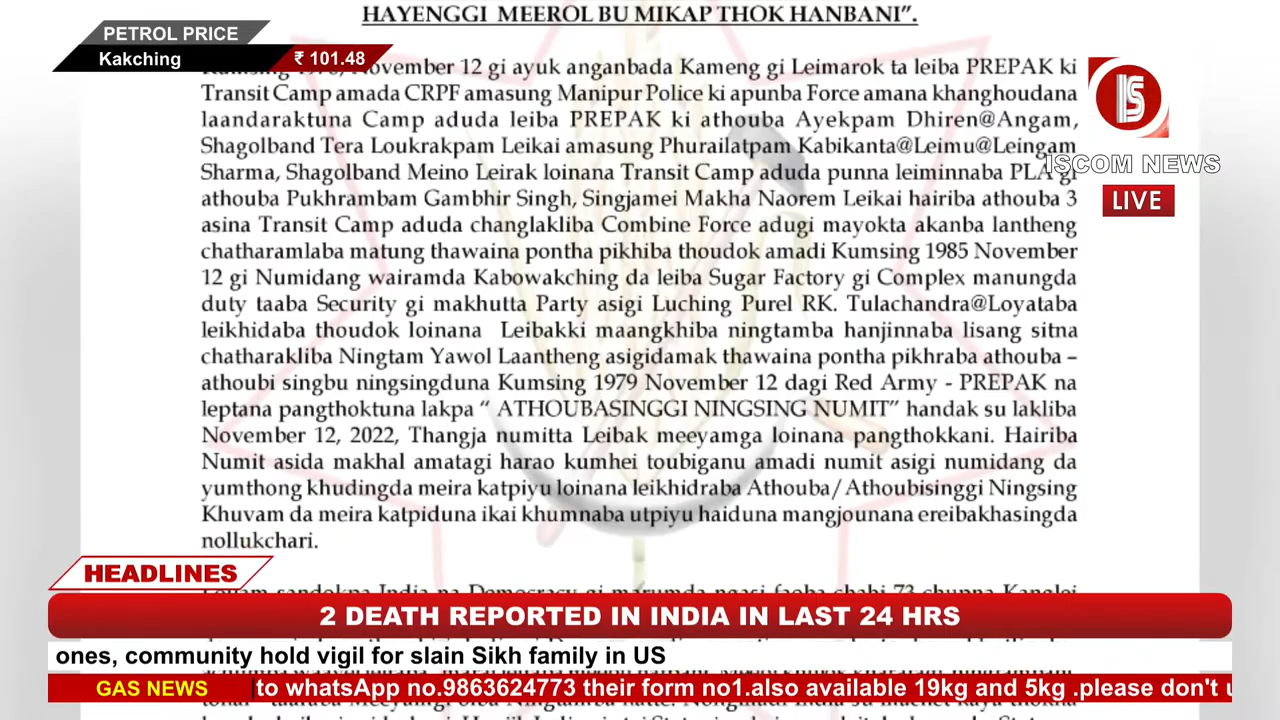 HAYENGGI MEEROL BU MIKAP THOK HANBANI”.
PETROL PRICE
Kakching
₹ 101.48
November 12 gi ayuk anganbada Kameng gi Leimarok ta leiba PREPAK ki
Transit Camp amada CRPF amasung Manipur Police ki apunba Force amana khanghoudana
laandaraktuna Camp aduda leiba PREPAK ki athouba Ayekpam Dhiren@Angam,
Shagolband Tera Loukrakpam Leikai amasung Phurailatpam Kabikanta@Leimu@Leingam
Sharma, Shagolband Meino Leirak loinana Transit Camp aduda punna leiminnaba PLA gi
athouba Pukhrambam Gambhir Singh, Singjamei Makha Naorem Leikai hairiba athouba 3
asina Transit Camp aduda changlakliba Combine Force adugi mayokta akanba lantheng
chatharamlaba matung thawaina pontha pikhiba thoudok amadi Kumsing 1985 November
12 gi Numidang wairamda Kabowakching da leiba Sugar Factory gi Complex manungda
duty taaba Security gi makhutta Party asigi Luching Purel RK. Tulachandra@Loyataba
leikhidaba thoudok loinana Leibakki maangkhiba ningtamba hanjinnaba lisang sitna
chatharakliba Ningtam Yawol Laantheng asigidamak thawaina pontha pikhraba athouba –
athoubi singbu ningsingduna Kumsing 1979 November 12 dagi Red Army - PREPAK na
leptana pangthoktuna lakpa “ ATHOUBASINGGI NINGSING NUMIT” handak su lakliba
November 12, 2022, Thangja numitta Leibak meeyamga loinana pangthokkani. Hairiba
Numit asida makhal amatagi harao kumhei toubiganu amadi numit asigi numidang da
yumthong khudingda meira katpiyu loinana leikhidraba Athouba/Athoubisinggi Ningsing
Khuvam da meira katpiduna ikai khumnaba utpiyu haiduna mangjounana ereibakhasingda
nollukchari.
IS
ISCOM NEWS
LIVE
HEADLINES
2 DEATH REPORTED IN INDIA IN LAST 24 HRS
ones, community hold vigil for slain Sikh family in US
GAS NEWS
to whatsApp no.9863624773 their form no1.also available 19kg and 5kg .please don't u